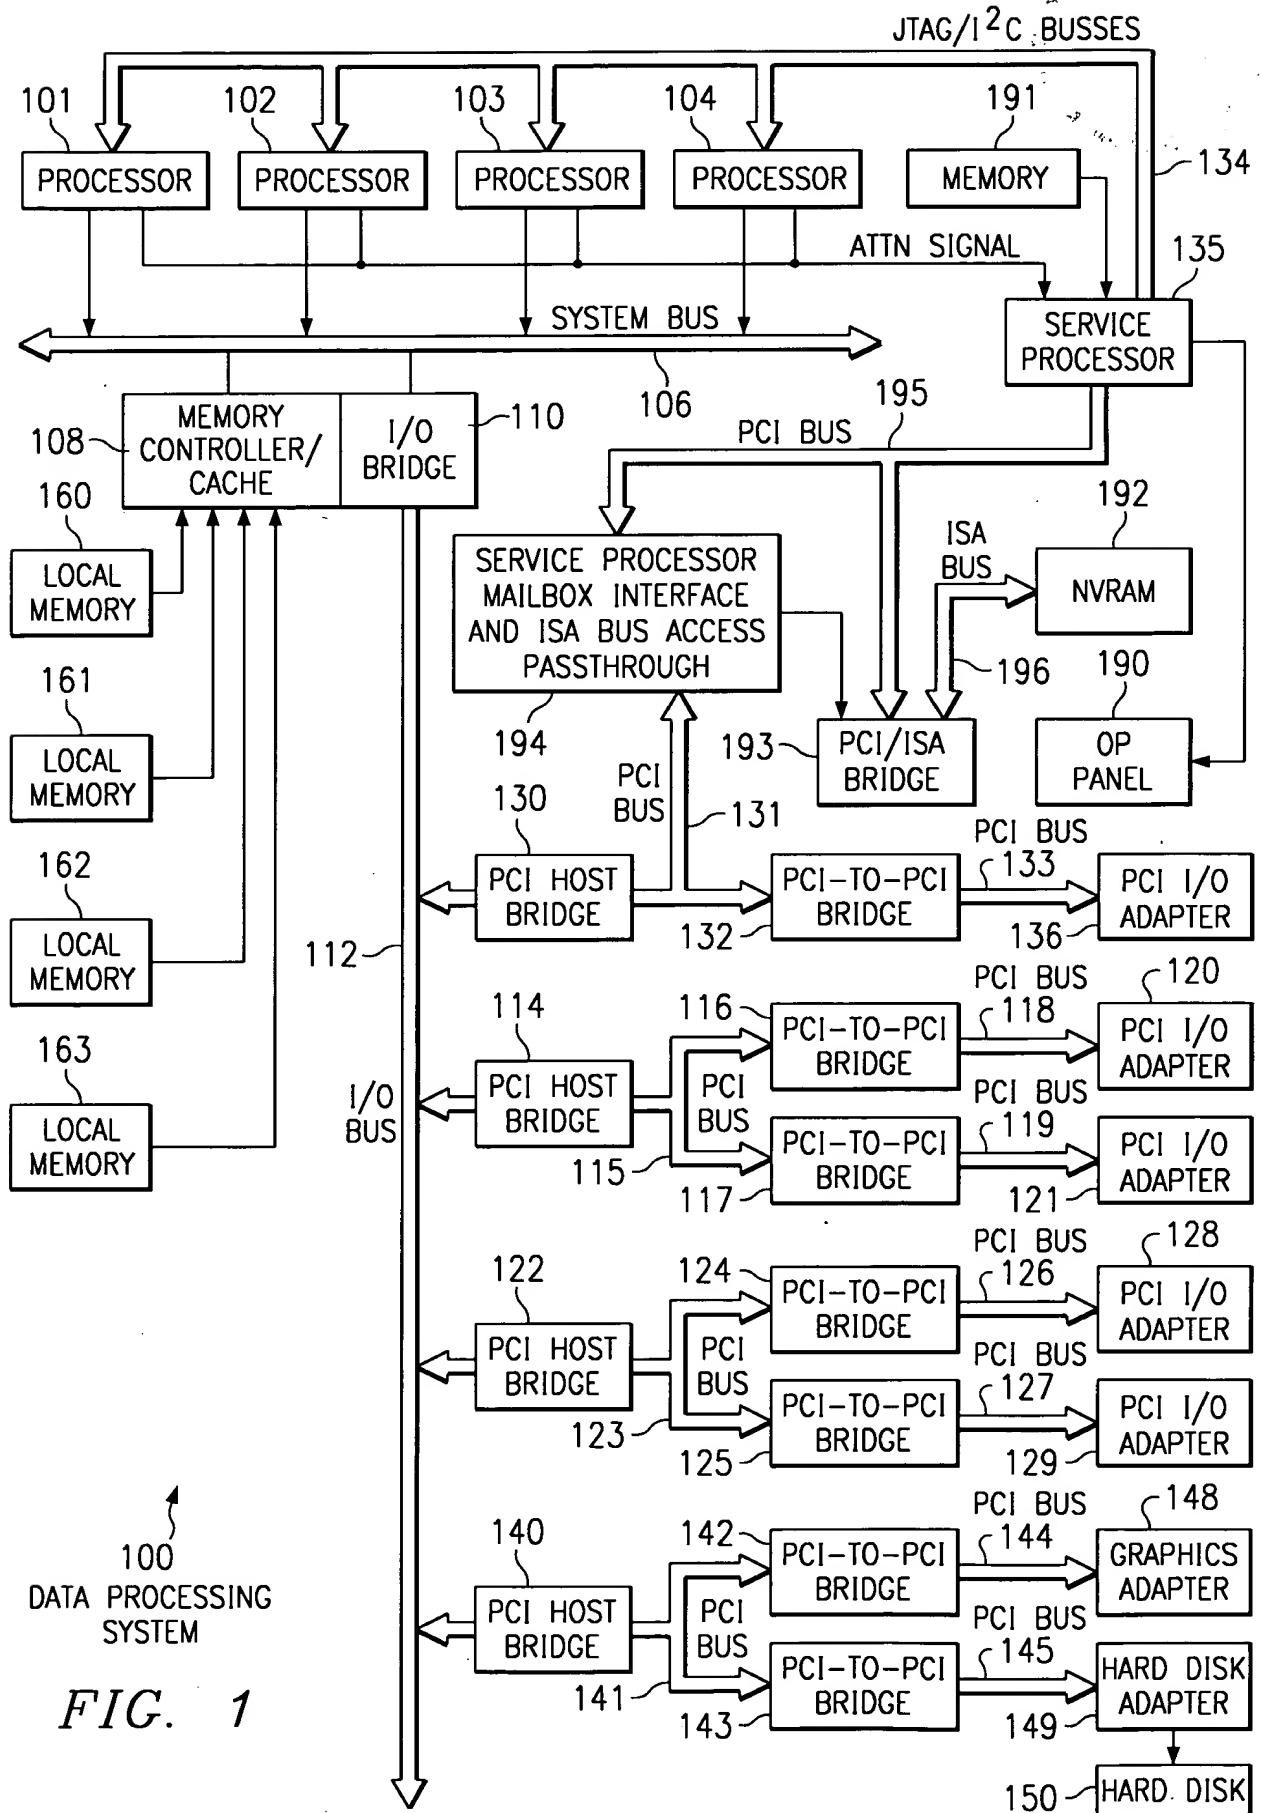 JTAG/I²C BUSSES
101
102
103
104
191
PROCESSOR
PROCESSOR
PROCESSOR
PROCESSOR
MEMORY
134
ATTN SIGNAL
135
SYSTEM BUS
SERVICE
PROCESSOR
106
195
108
MEMORY
CONTROLLER/
CACHE
I/O
BRIDGE
110
PCI BUS
160
LOCAL
MEMORY
SERVICE PROCESSOR
MAILBOX INTERFACE
AND ISA BUS ACCESS
PASSTHROUGH
194
ISA
BUS
192
NVRAM
196
190
OP
PANEL
193
PCI/ISA
BRIDGE
161
LOCAL
MEMORY
PCI
BUS
131
130
PCI HOST
BRIDGE
132
PCI-TO-PCI
BRIDGE
PCI BUS
133
PCI I/O
ADAPTER
136
162
LOCAL
MEMORY
112
163
LOCAL
MEMORY
I/O
BUS
114
PCI HOST
BRIDGE
115
PCI
BUS
116
PCI-TO-PCI
BRIDGE
PCI BUS
118
120
PCI I/O
ADAPTER
117
PCI-TO-PCI
BRIDGE
PCI BUS
119
PCI I/O
ADAPTER
121
122
PCI HOST
BRIDGE
123
PCI
BUS
124
PCI-TO-PCI
BRIDGE
PCI BUS
126
128
PCI I/O
ADAPTER
125
PCI-TO-PCI
BRIDGE
PCI BUS
127
PCI I/O
ADAPTER
129
140
PCI HOST
BRIDGE
141
PCI
BUS
142
PCI-TO-PCI
BRIDGE
PCI BUS
144
148
GRAPHICS
ADAPTER
143
PCI-TO-PCI
BRIDGE
PCI BUS
145
HARD DISK
ADAPTER
149
150
HARD DISK
100
DATA PROCESSING
SYSTEM
FIG. 1